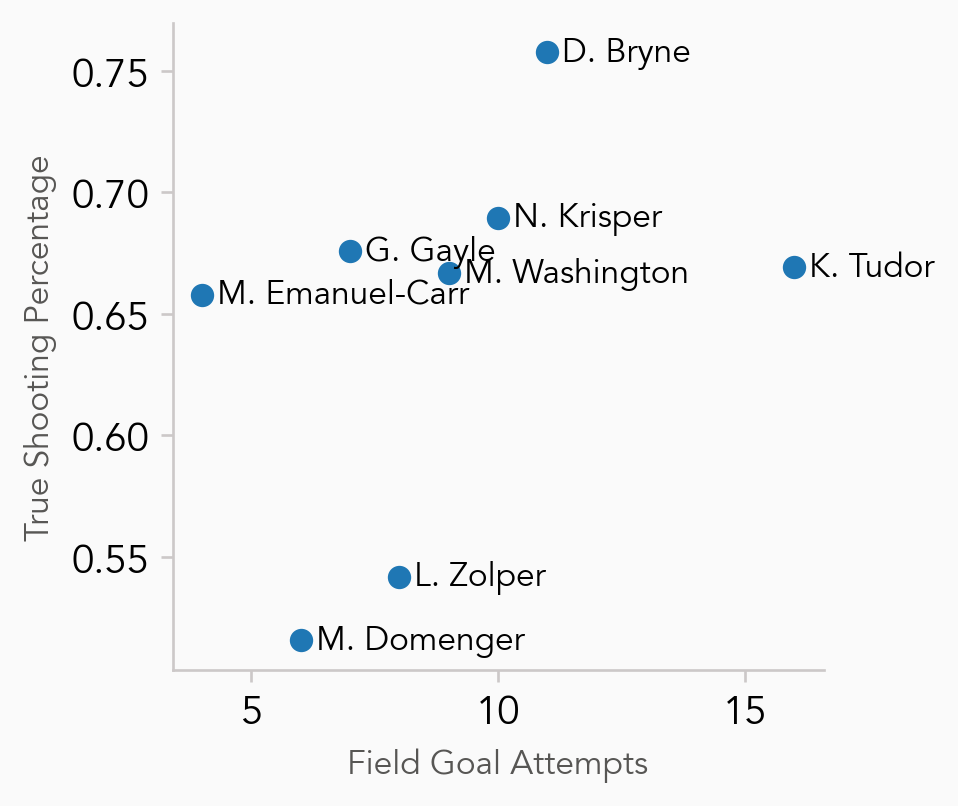 True Shooting Percentage
0.75
0.70
0.65
0.60
0.55
D. Bryne
N. Krisper
G. Gayle
K. Tudor
M. Washington
M. Emanuel-Carr
L. Zolper
M. Domenger
5
10
15
Field Goal Attempts